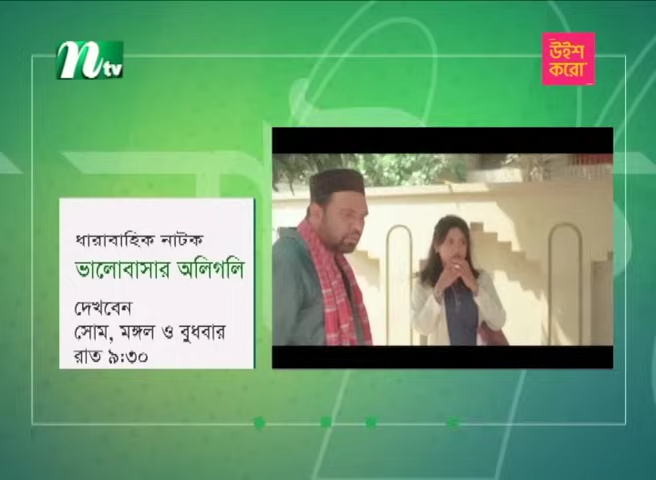 ntv
উইশ
করো
ধারাবাহিক নাটক
ভালোবাসার অলিগলি
দেখবেন
সোম, মঙ্গল ও বুধবার
রাত ৯:৩০